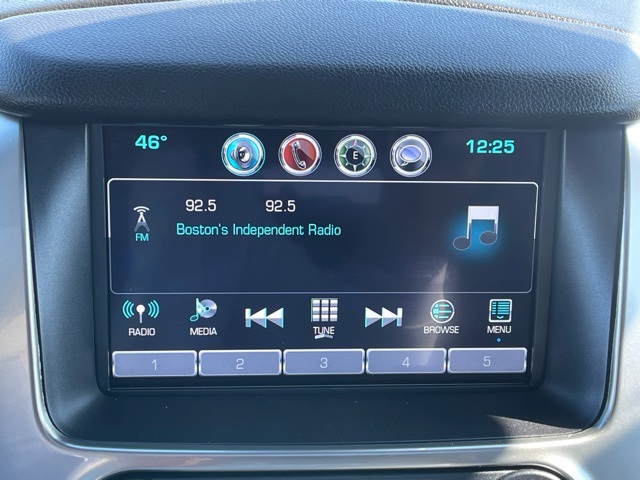 46°
E
12:25
92.5 92.5
FM
Boston's Independent Radio
RADIO MEDIA TUNE BROWSE MENU
1 2 3 4 5